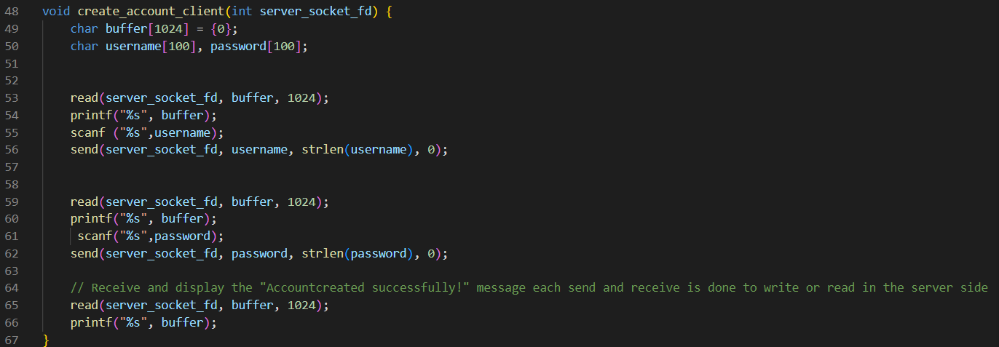 48 void create_account_client(int server_socket_fd) {
49 char buffer[1024] = {0};
50 char username[100], password[100];
51
52
53 read(server_socket_fd, buffer, 1024);
54 printf("%s", buffer);
55 scanf ("%s",username);
56 send(server_socket_fd, username, strlen(username), 0);
57
58
59 read(server_socket_fd, buffer, 1024);
60 printf("%s", buffer);
61 scanf("%s",password);
62 send(server_socket_fd, password, strlen(password), 0);
63
64 // Receive and display the "Accountcreated successfully!" message each send and receive is done to write or read in the server side
65 read(server_socket_fd, buffer, 1024);
66 printf("%s", buffer);
67 }